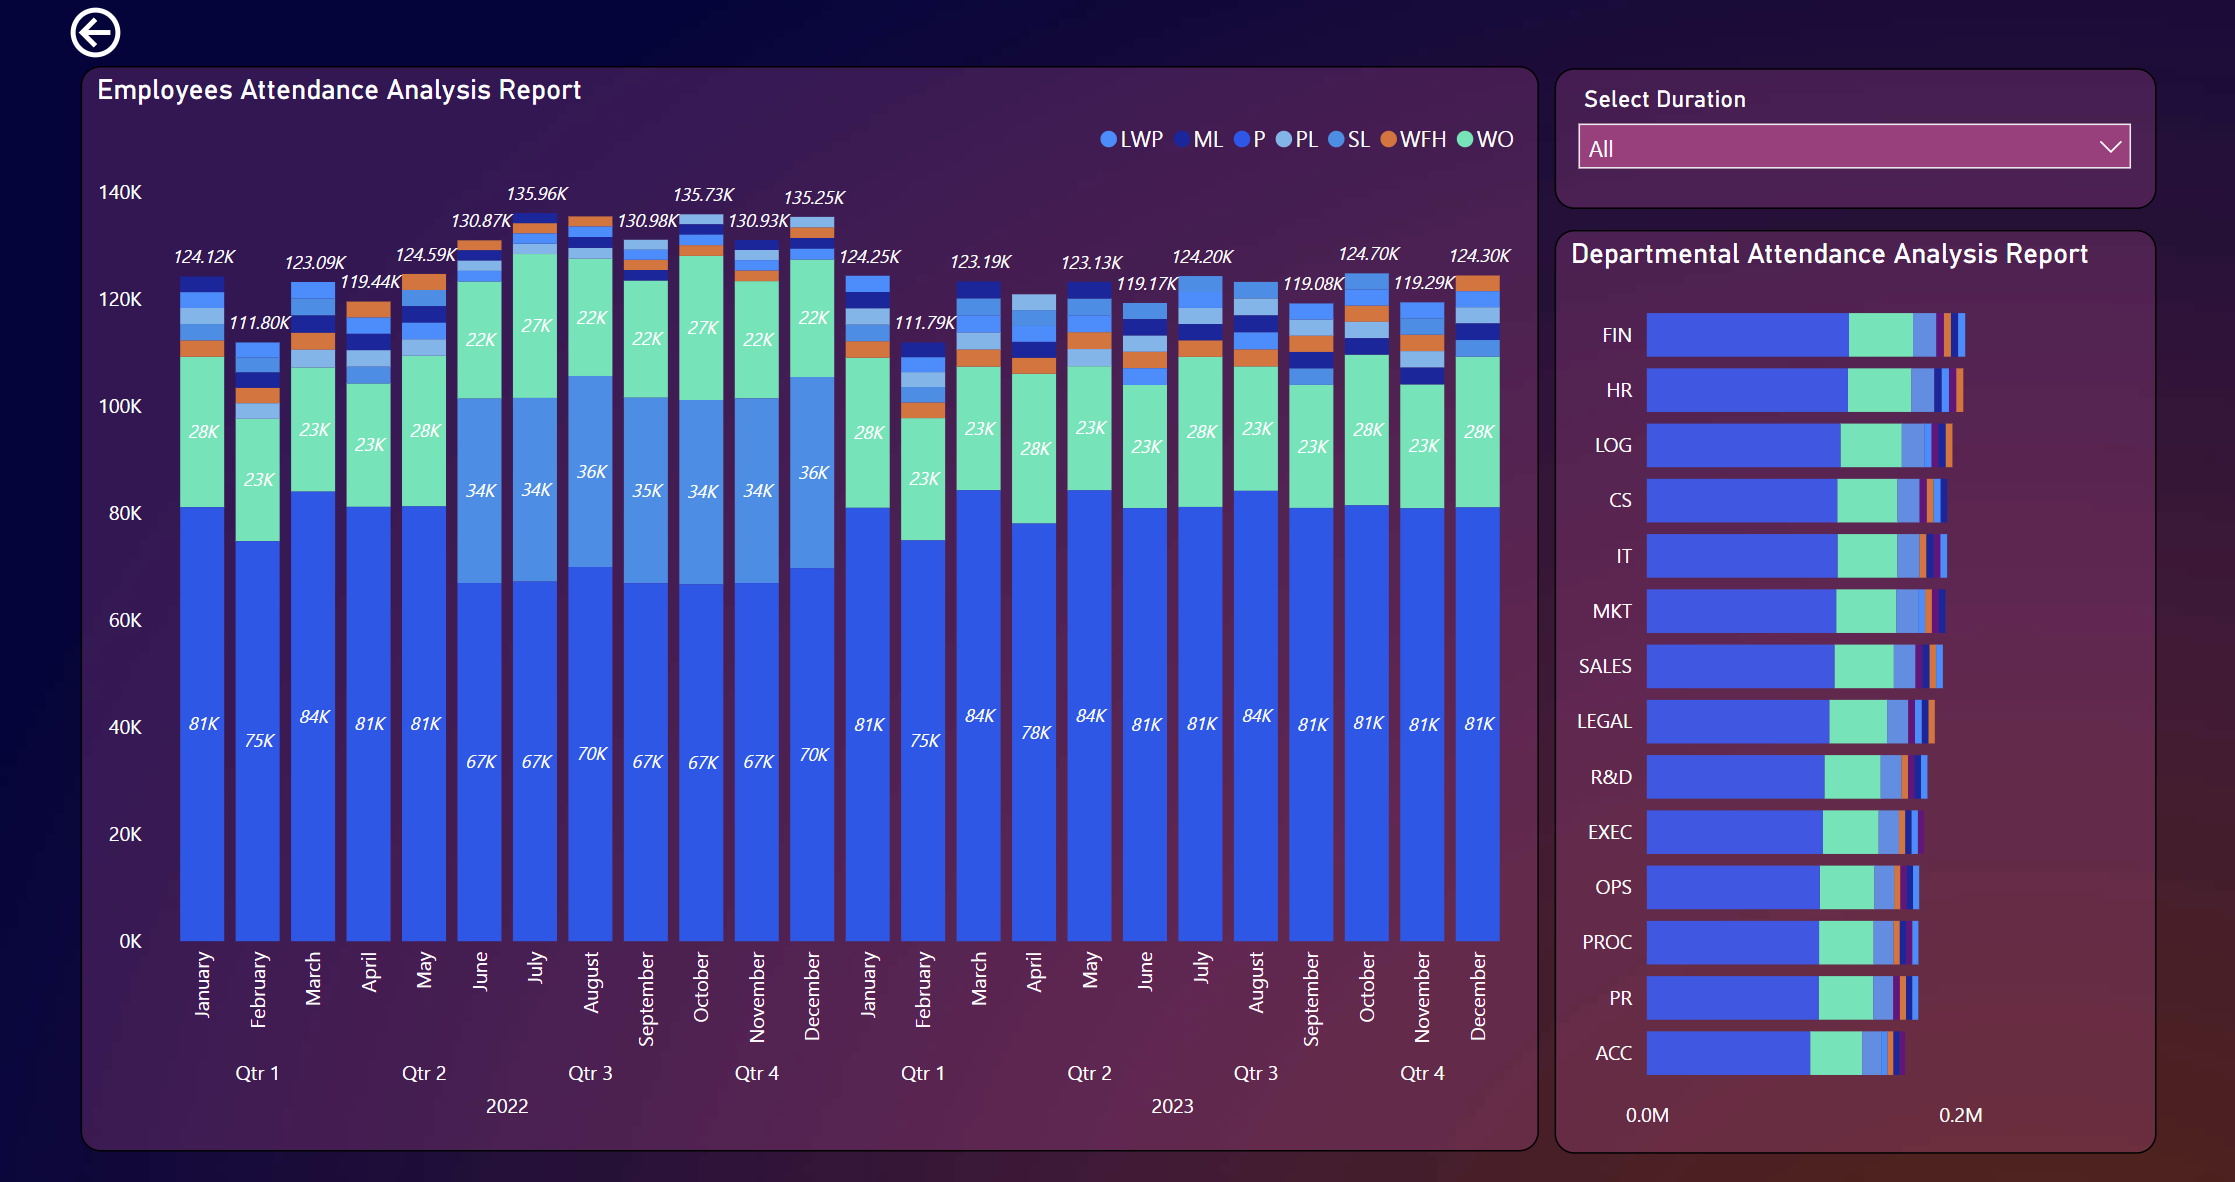 Employees Attendance Analysis Report
LWP ML P PL SL WFH WO
140K
120K
100K
80K
60K
40K
20K
0K
124.12K 111.80K 123.09K 119.44K 124.59K 130.87K 135.96K 130.98K 135.73K 130.93K 135.25K 124.25K 111.79K 123.19K 123.13K 119.17K 124.20K 119.08K 124.70K 119.29K 124.30K
28K 23K 23K 23K 28K 22K 27K 22K 22K 27K 22K 22K 28K 23K 23K 28K 23K 23K 28K 23K 23K 28K 23K 28K
34K 34K 36K 35K 34K 34K 36K
81K 75K 84K 81K 81K 67K 67K 70K 67K 67K 67K 70K 81K 75K 84K 78K 84K 81K 81K 84K 81K 81K 81K 81K
January February March April May June July August September October November December January February March April May June July August September October November December
Qtr 1 Qtr 2 Qtr 3 Qtr 4 Qtr 1 Qtr 2 Qtr 3 Qtr 4
2022 2023
Select Duration
All
Departmental Attendance Analysis Report
FIN
HR
LOG
CS
IT
MKT
SALES
LEGAL
R&D
EXEC
OPS
PROC
PR
ACC
0.0M 0.2M